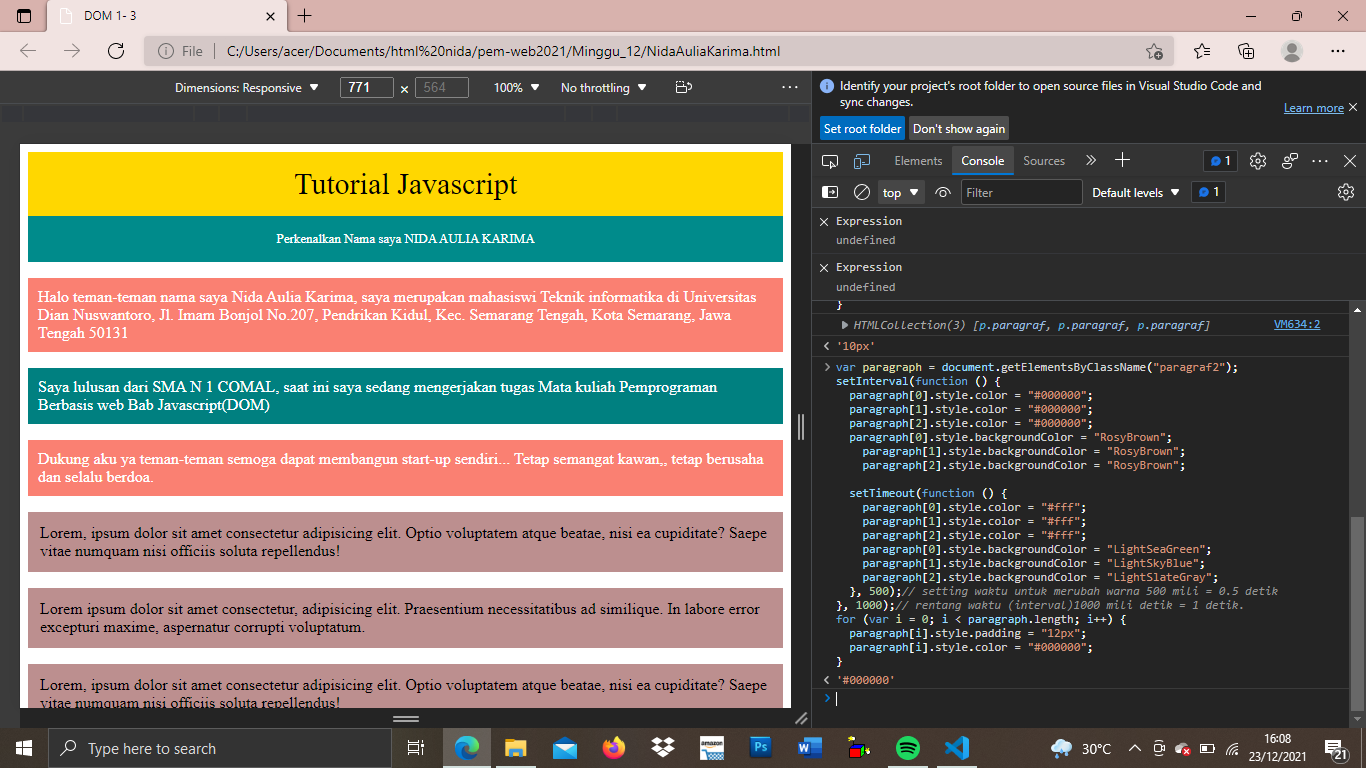 DOM 1- 3
File
C:/Users/acer/Documents/html%20nida/pem-web2021/Minggu_12/NidaAuliaKarima.html
Dimensions: Responsive 771 × 564 100% No throttling
Tutorial Javascript
Perkenalkan Nama saya NIDA AULIA KARIMA
Halo teman-teman nama saya Nida Aulia Karima, saya merupakan mahasiswi Teknik informatika di Universitas
Dian Nuswantoro, Jl. Imam Bonjol No.207, Pendrikan Kidul, Kec. Semarang Tengah, Kota Semarang, Jawa
Tengah 50131
Saya lulusan dari SMA N 1 COMAL, saat ini saya sedang mengerjakan tugas Mata kuliah Pemprograman
Berbasis web Bab Javascript(DOM)
Dukung aku ya teman-teman semoga dapat membangun start-up sendiri... Tetap semangat kawan,, tetap berusaha
dan selalu berdoa.
Lorem, ipsum dolor sit amet consectetur adipisicing elit. Optio voluptatem atque beatae, nisi ea cupiditate? Saepe
vitae numquam nisi officiis soluta repellendus!
Lorem ipsum dolor sit amet consectetur, adipisicing elit. Praesentium necessitatibus ad similique. In labore error
excepturi maxime, aspernatur corrupti voluptatum.
Lorem, ipsum dolor sit amet consectetur adipisicing elit. Optio voluptatem atque beatae, nisi ea cupiditate? Saepe
vitae numquam nisi officiis soluta repellendus!
Identify your project's root folder to open source files in Visual Studio Code and
sync changes.
Learn more
Set root folder Don't show again
Elements Console Sources 1
top Filter Default levels 1
Expression
undefined
Expression
undefined
}
HTMLCollection(3) [p.paragraf, p.paragraf, p.paragraf] VM634:2
'10px'
var paragraph = document.getElementsByClassName("paragraf2");
setInterval(function () {
paragraph[0].style.color = "#000000";
paragraph[1].style.color = "#000000";
paragraph[2].style.color = "#000000";
paragraph[0].style.backgroundColor = "RosyBrown";
paragraph[1].style.backgroundColor = "RosyBrown";
paragraph[2].style.backgroundColor = "RosyBrown";
setTimeout(function () {
paragraph[0].style.color = "#fff";
paragraph[1].style.color = "#fff";
paragraph[2].style.color = "#fff";
paragraph[0].style.backgroundColor = "LightSeaGreen";
paragraph[1].style.backgroundColor = "LightSkyBlue";
paragraph[2].style.backgroundColor = "LightSlateGray";
}, 500);// setting waktu untuk merubah warna 500 mili = 0.5 detik
}, 1000);// rentang waktu (interval)1000 mili detik = 1 detik.
for (var i = 0; i < paragraph.length; i++) {
paragraph[i].style.padding = "12px";
paragraph[i].style.color = "#000000";
}
'#000000'
Type here to search
amazon
Ps
W
30°C
16:08
23/12/2021
21